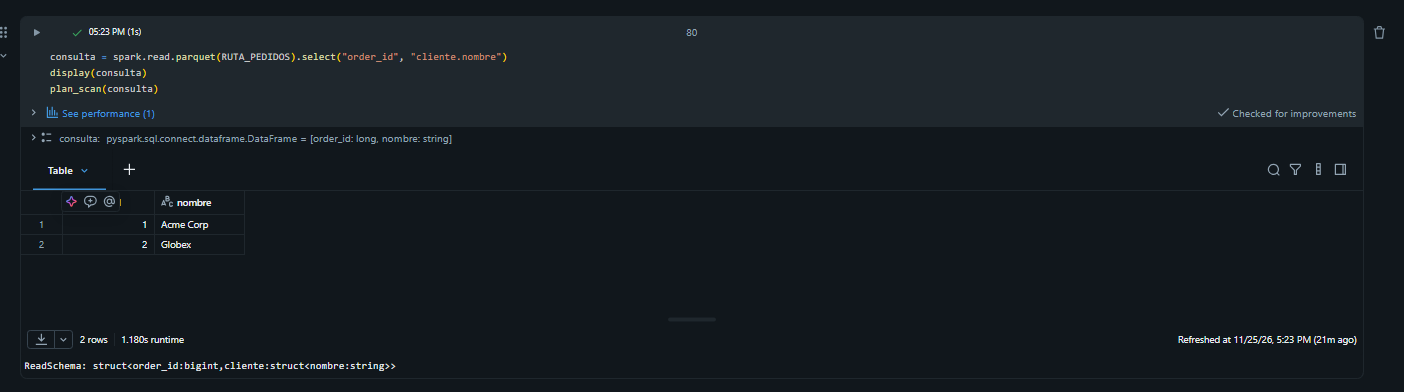 05:23 PM (1s)
80
consulta = spark.read.parquet(RUTA_PEDIDOS).select("order_id", "cliente.nombre")
display(consulta)
plan_scan(consulta)
See performance (1)
Checked for improvements
consulta: pyspark.sql.connect.dataframe.DataFrame = [order_id: long, nombre: string]
Table
nombre
1 1 Acme Corp
2 2 Globex
2 rows 1.180s runtime
Refreshed at 11/25/26, 5:23 PM (21m ago)
ReadSchema: struct<order_id:bigint,cliente:struct<nombre:string>>